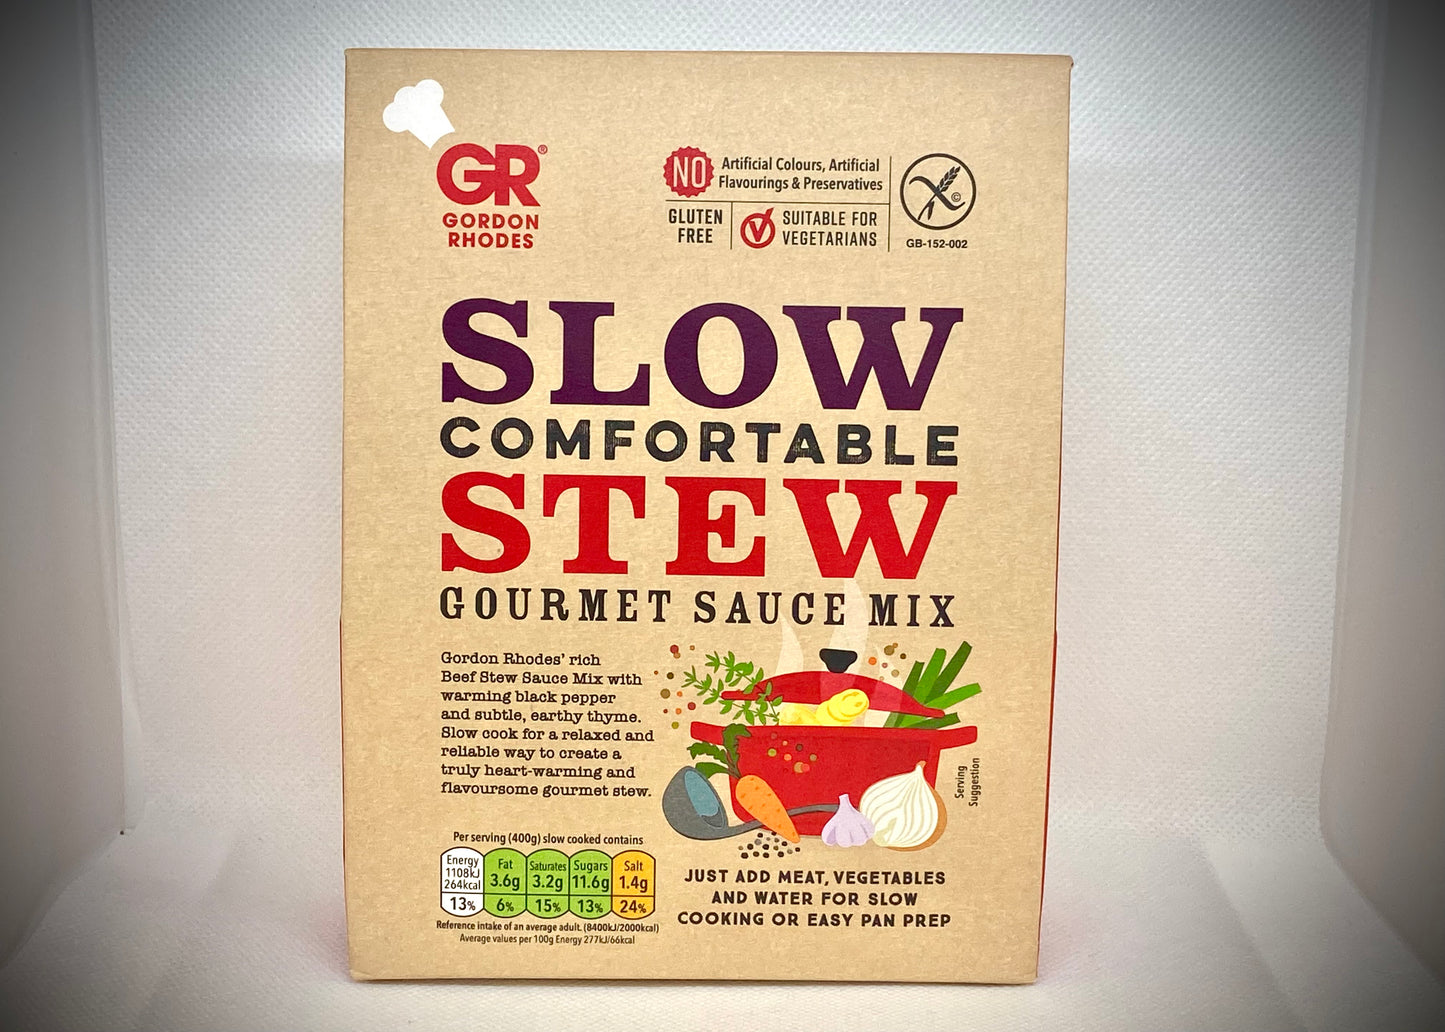 GR®
GORDON
RHODES
NO Artificial Colours, Artificial
Flavourings & Preservatives
GLUTEN
FREE
V SUITABLE FOR
VEGETARIANS
©
GB-152-002
SLOW
COMFORTABLE
STEW
GOURMET SAUCE MIX
Gordon Rhodes' rich
Beef Stew Sauce Mix with
warming black pepper
and subtle, earthy thyme.
Slow cook for a relaxed and
reliable way to create a
truly heart-warming and
flavoursome gourmet stew.
Serving
Suggestion
Per serving (400g) slow cooked contains
Energy
1108kJ
264kcal
13%
Fat
3.6g
6%
Saturates
3.2g
15%
Sugars
11.6g
13%
Salt
1.4g
24%
Reference intake of an average adult. (8400kJ/2000kcal)
Average values per 100g Energy 277kJ/66kcal
JUST ADD MEAT, VEGETABLES
AND WATER FOR SLOW
COOKING OR EASY PAN PREP